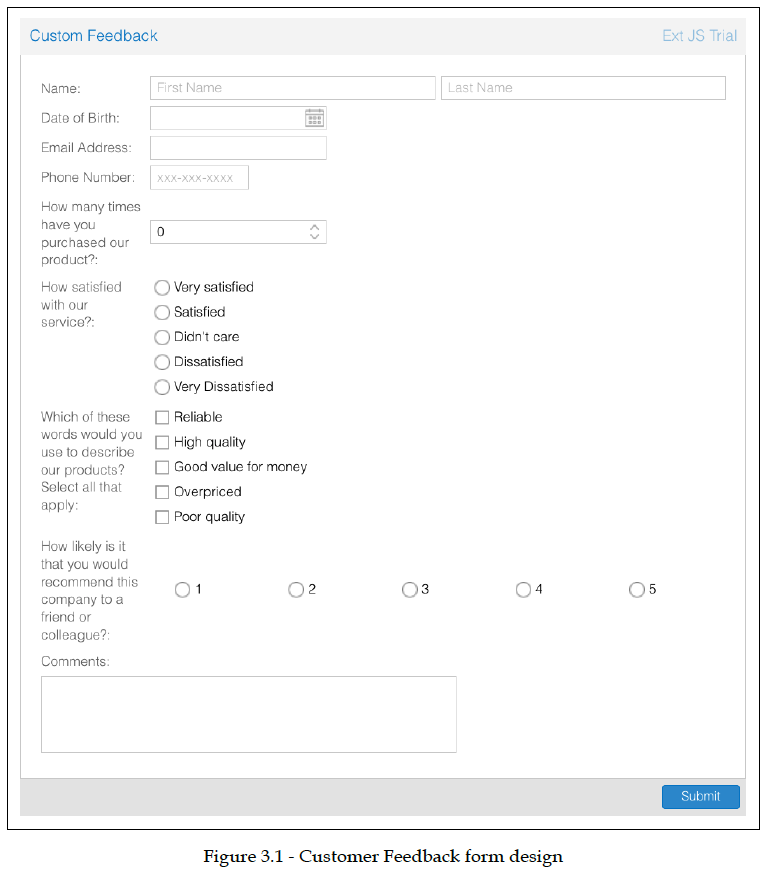 Custom Feedback Ext JS Trial
Name: First Name Last Name
Date of Birth:
Email Address:
Phone Number: xxx-xxx-xxxx
How many times
have you
purchased our
product?:
0
How satisfied
with our
service?:
Very satisfied
Satisfied
Didn't care
Dissatisfied
Very Dissatisfied
Which of these
words would you
use to describe
our products?
Select all that
apply:
Reliable
High quality
Good value for money
Overpriced
Poor quality
How likely is it
that you would
recommend this
company to a
friend or
colleague?:
1 2 3 4 5
Comments:
Submit
Figure 3.1 - Customer Feedback form design